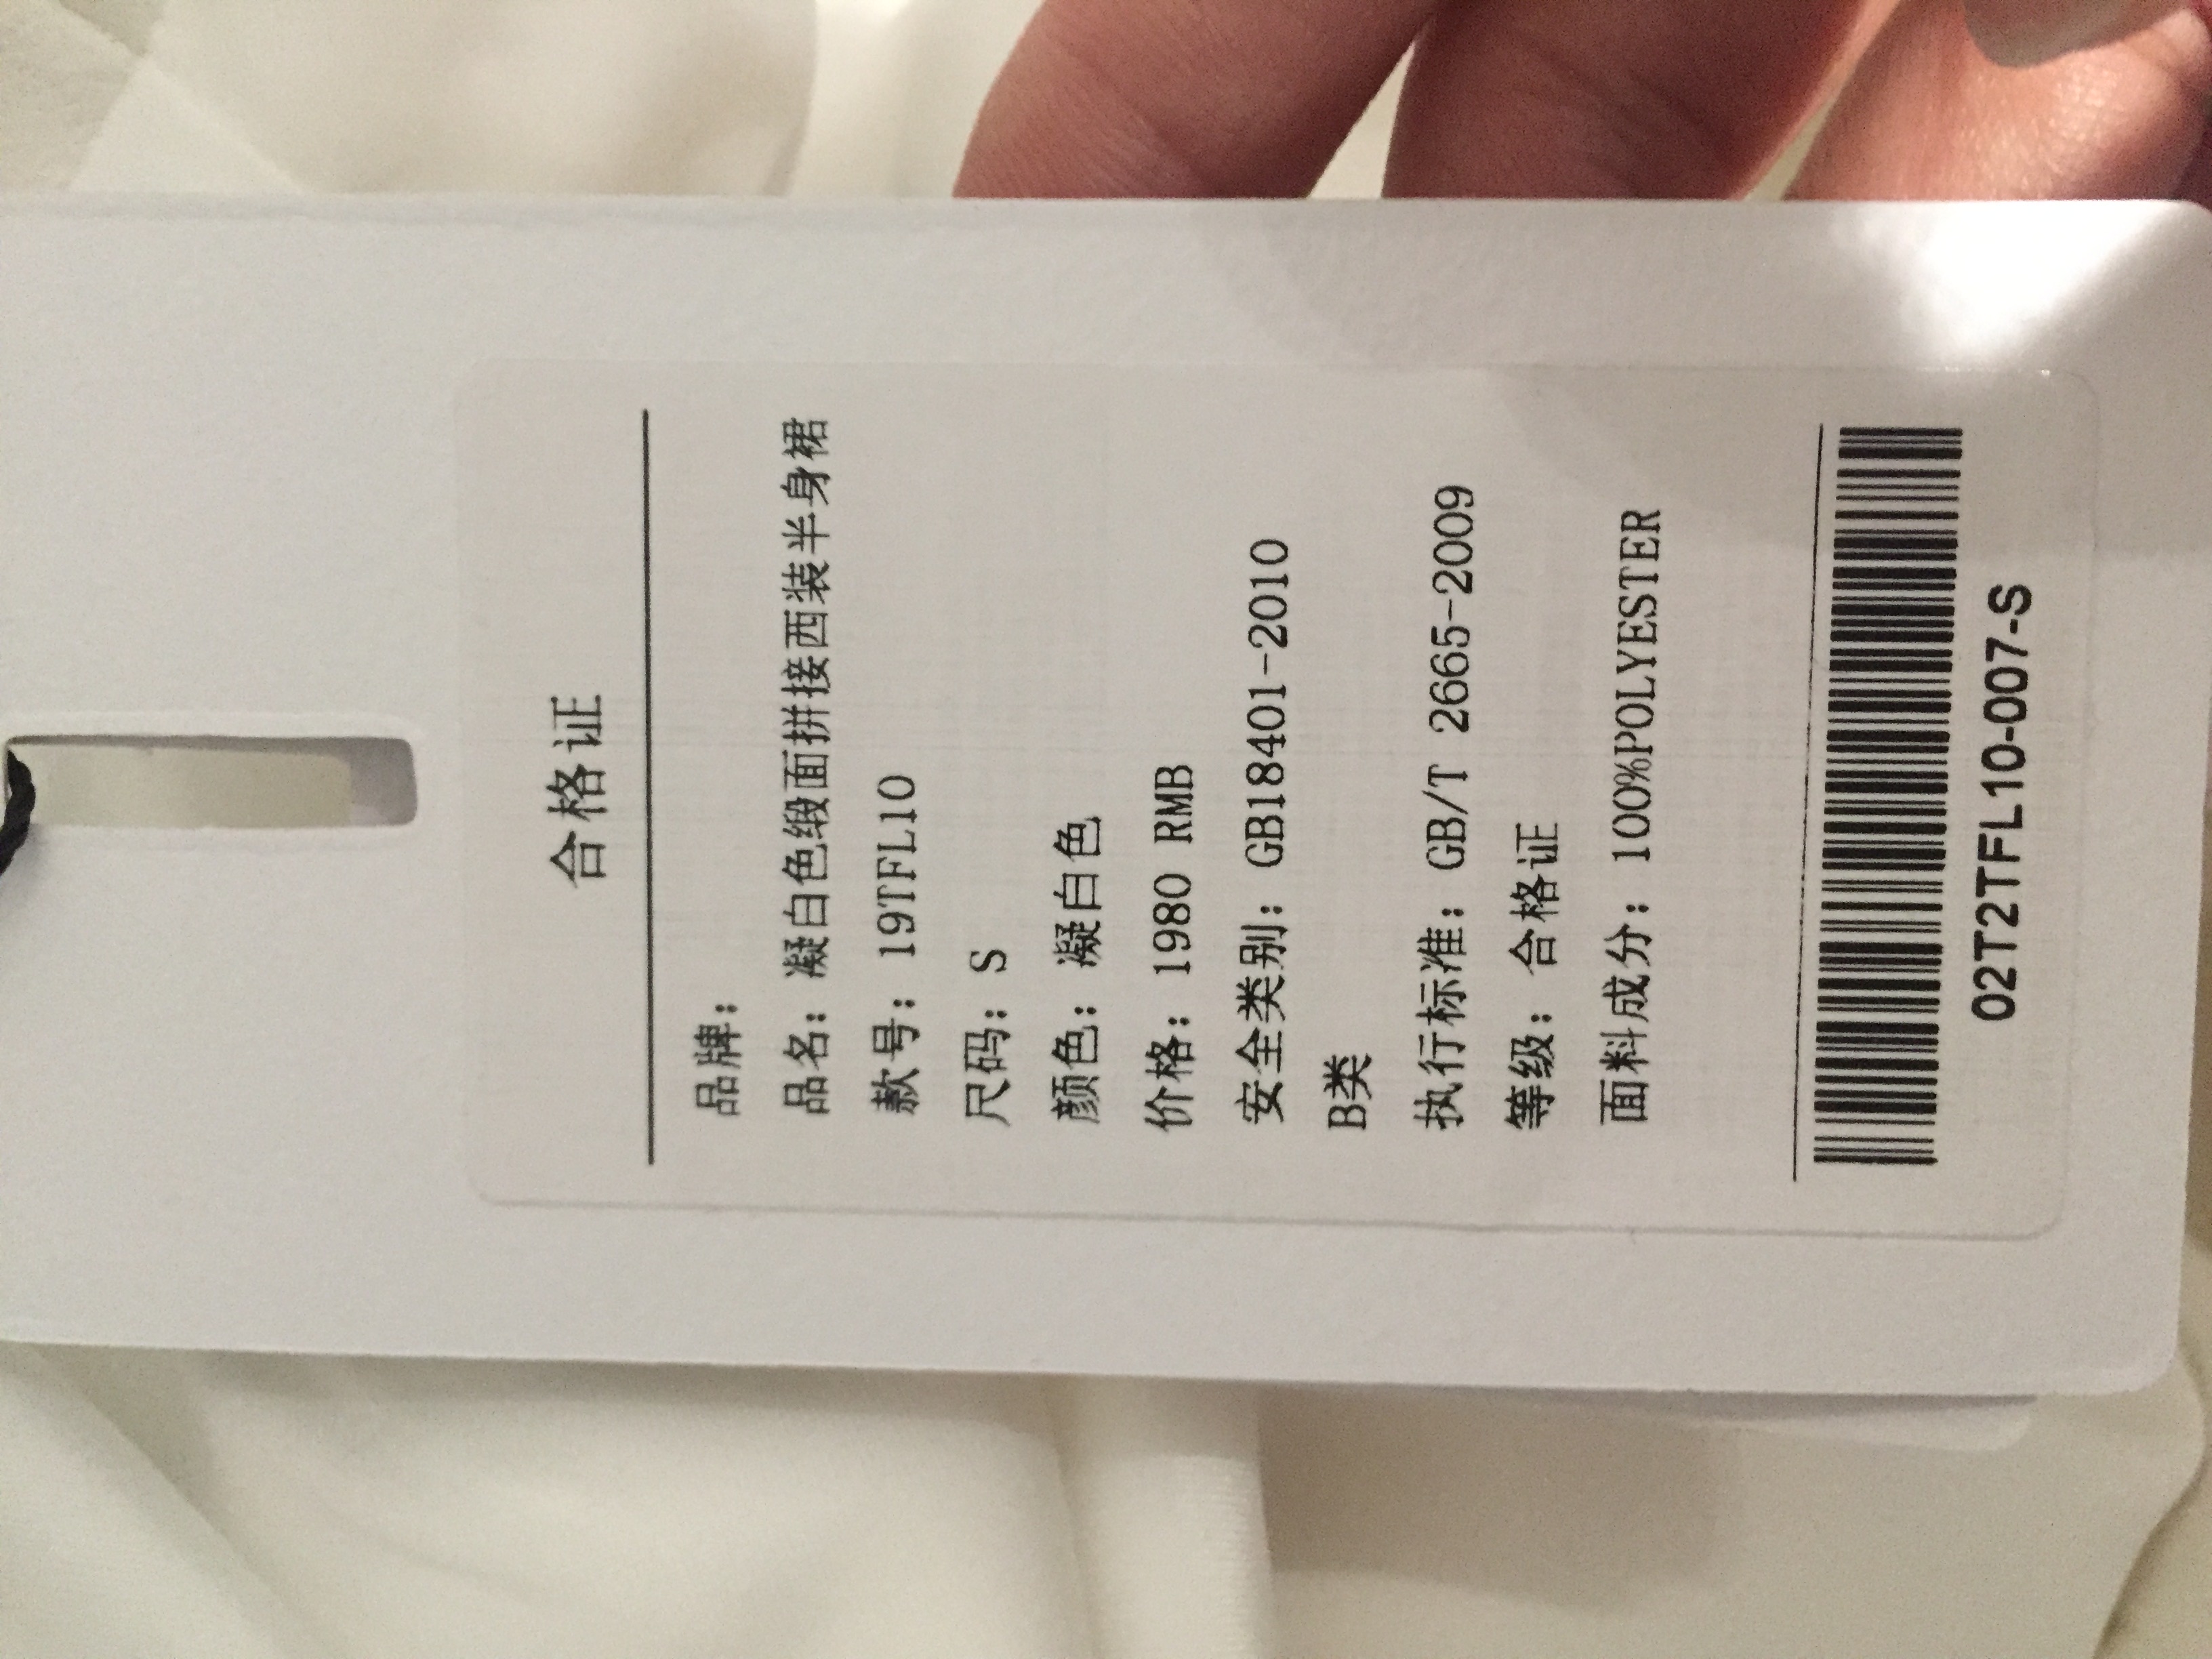 合格证
品牌：
品名：凝白色缎面拼接西装半身裙
款号：19TFL10
尺码：S
颜色：凝白色
价格：1980 RMB
安全类别：GB18401-2010
B类
执行标准：GB/T 2665-2009
等级：合格证
面料成分：100%POLYESTER
02T2TFL10-007-S